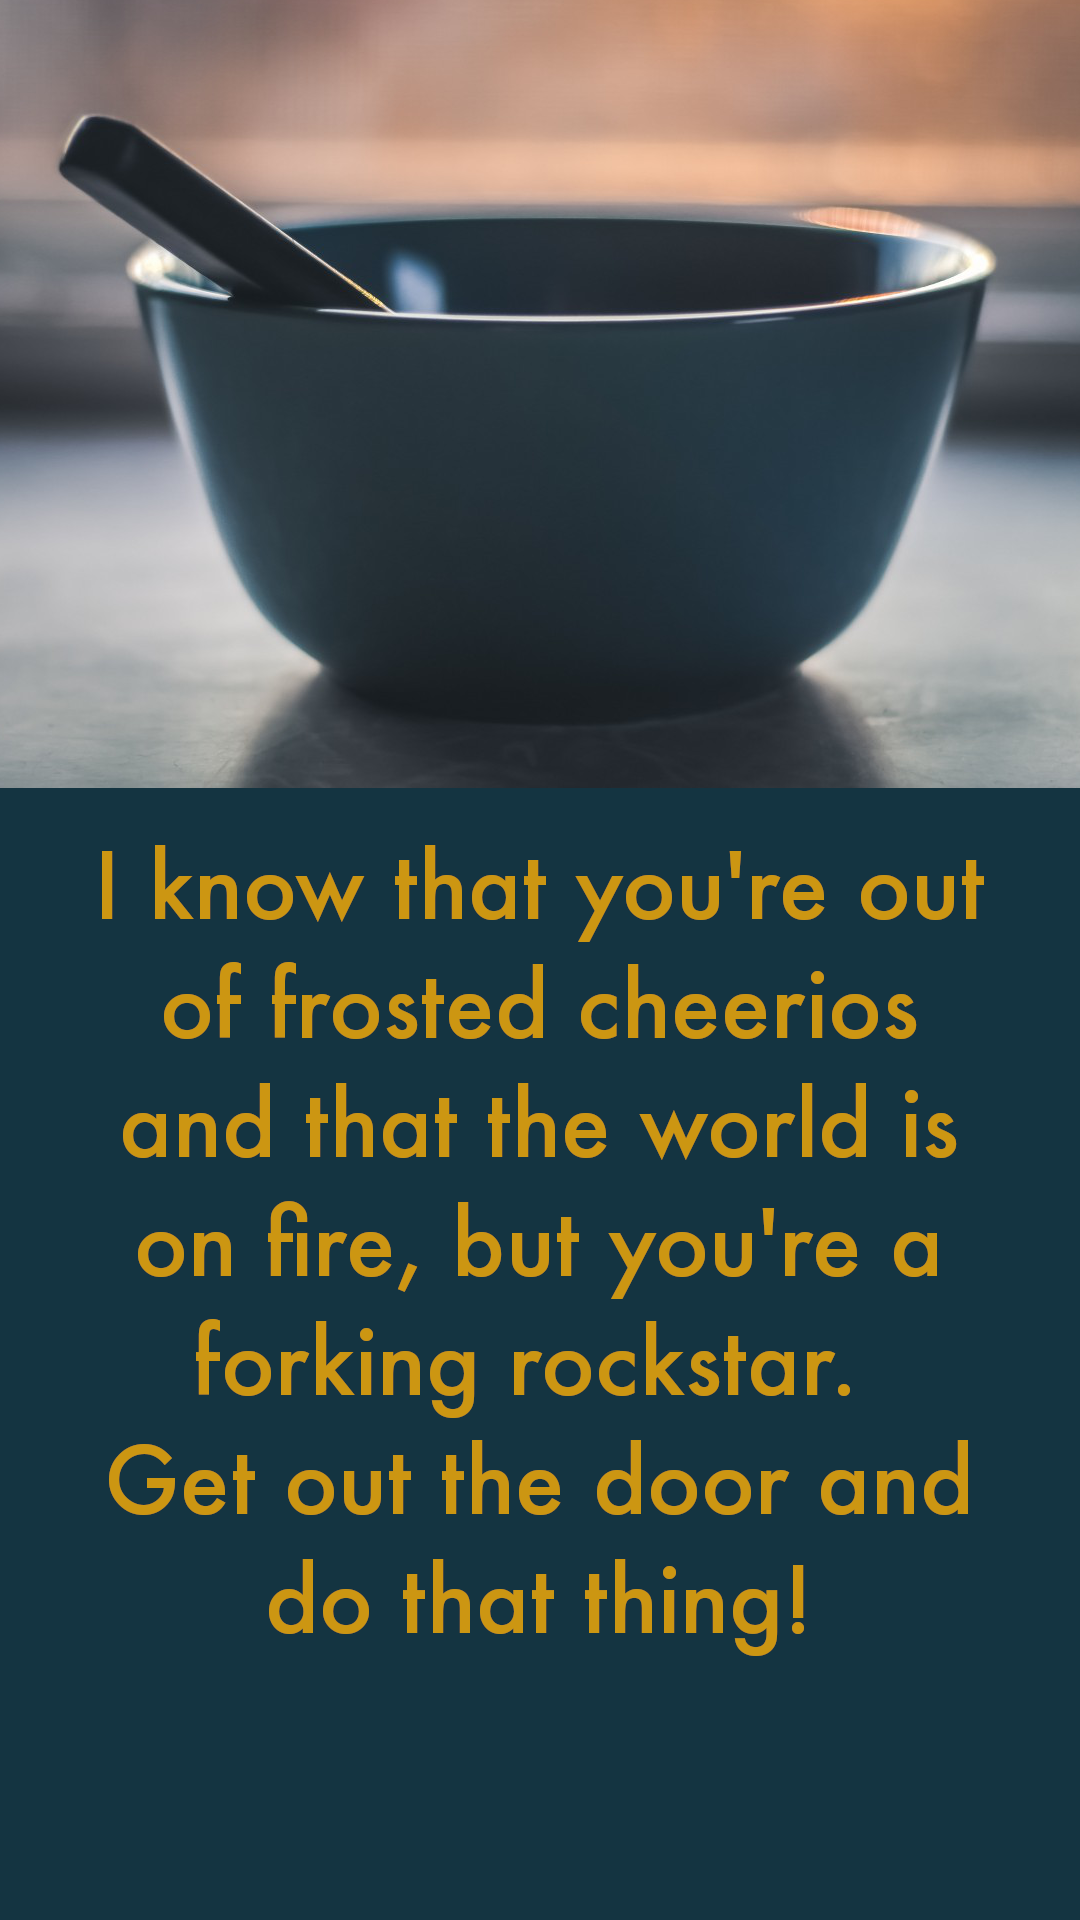 I know that you're out
of frosted cheerios
and that the world is
on fire, but you're a
forking rockstar.
Get out the door and
do that thing!